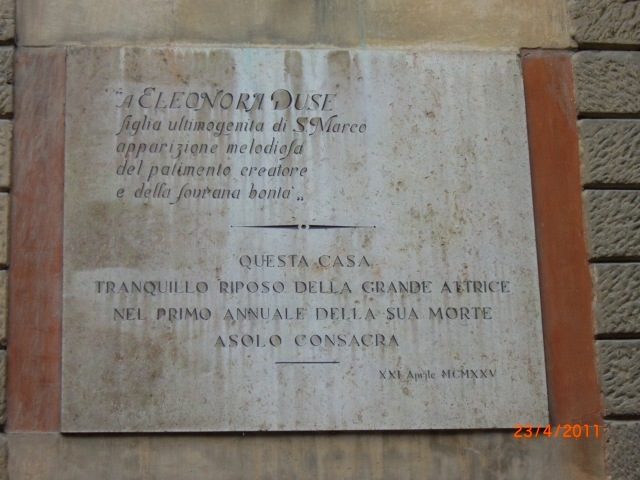 "A ELEONORA DUSE
figlia ultimogenita di S. Marco
apparizione melodiosa
del patimento creatore
e della sovrana bontà"
QUESTA CASA
TRANQUILLO RIPOSO DELLA GRANDE ATTRICE
NEL PRIMO ANNUALE DELLA SUA MORTE
ASOLO CONSACRA
XXI Aprile MCMXXV
23/4/2011